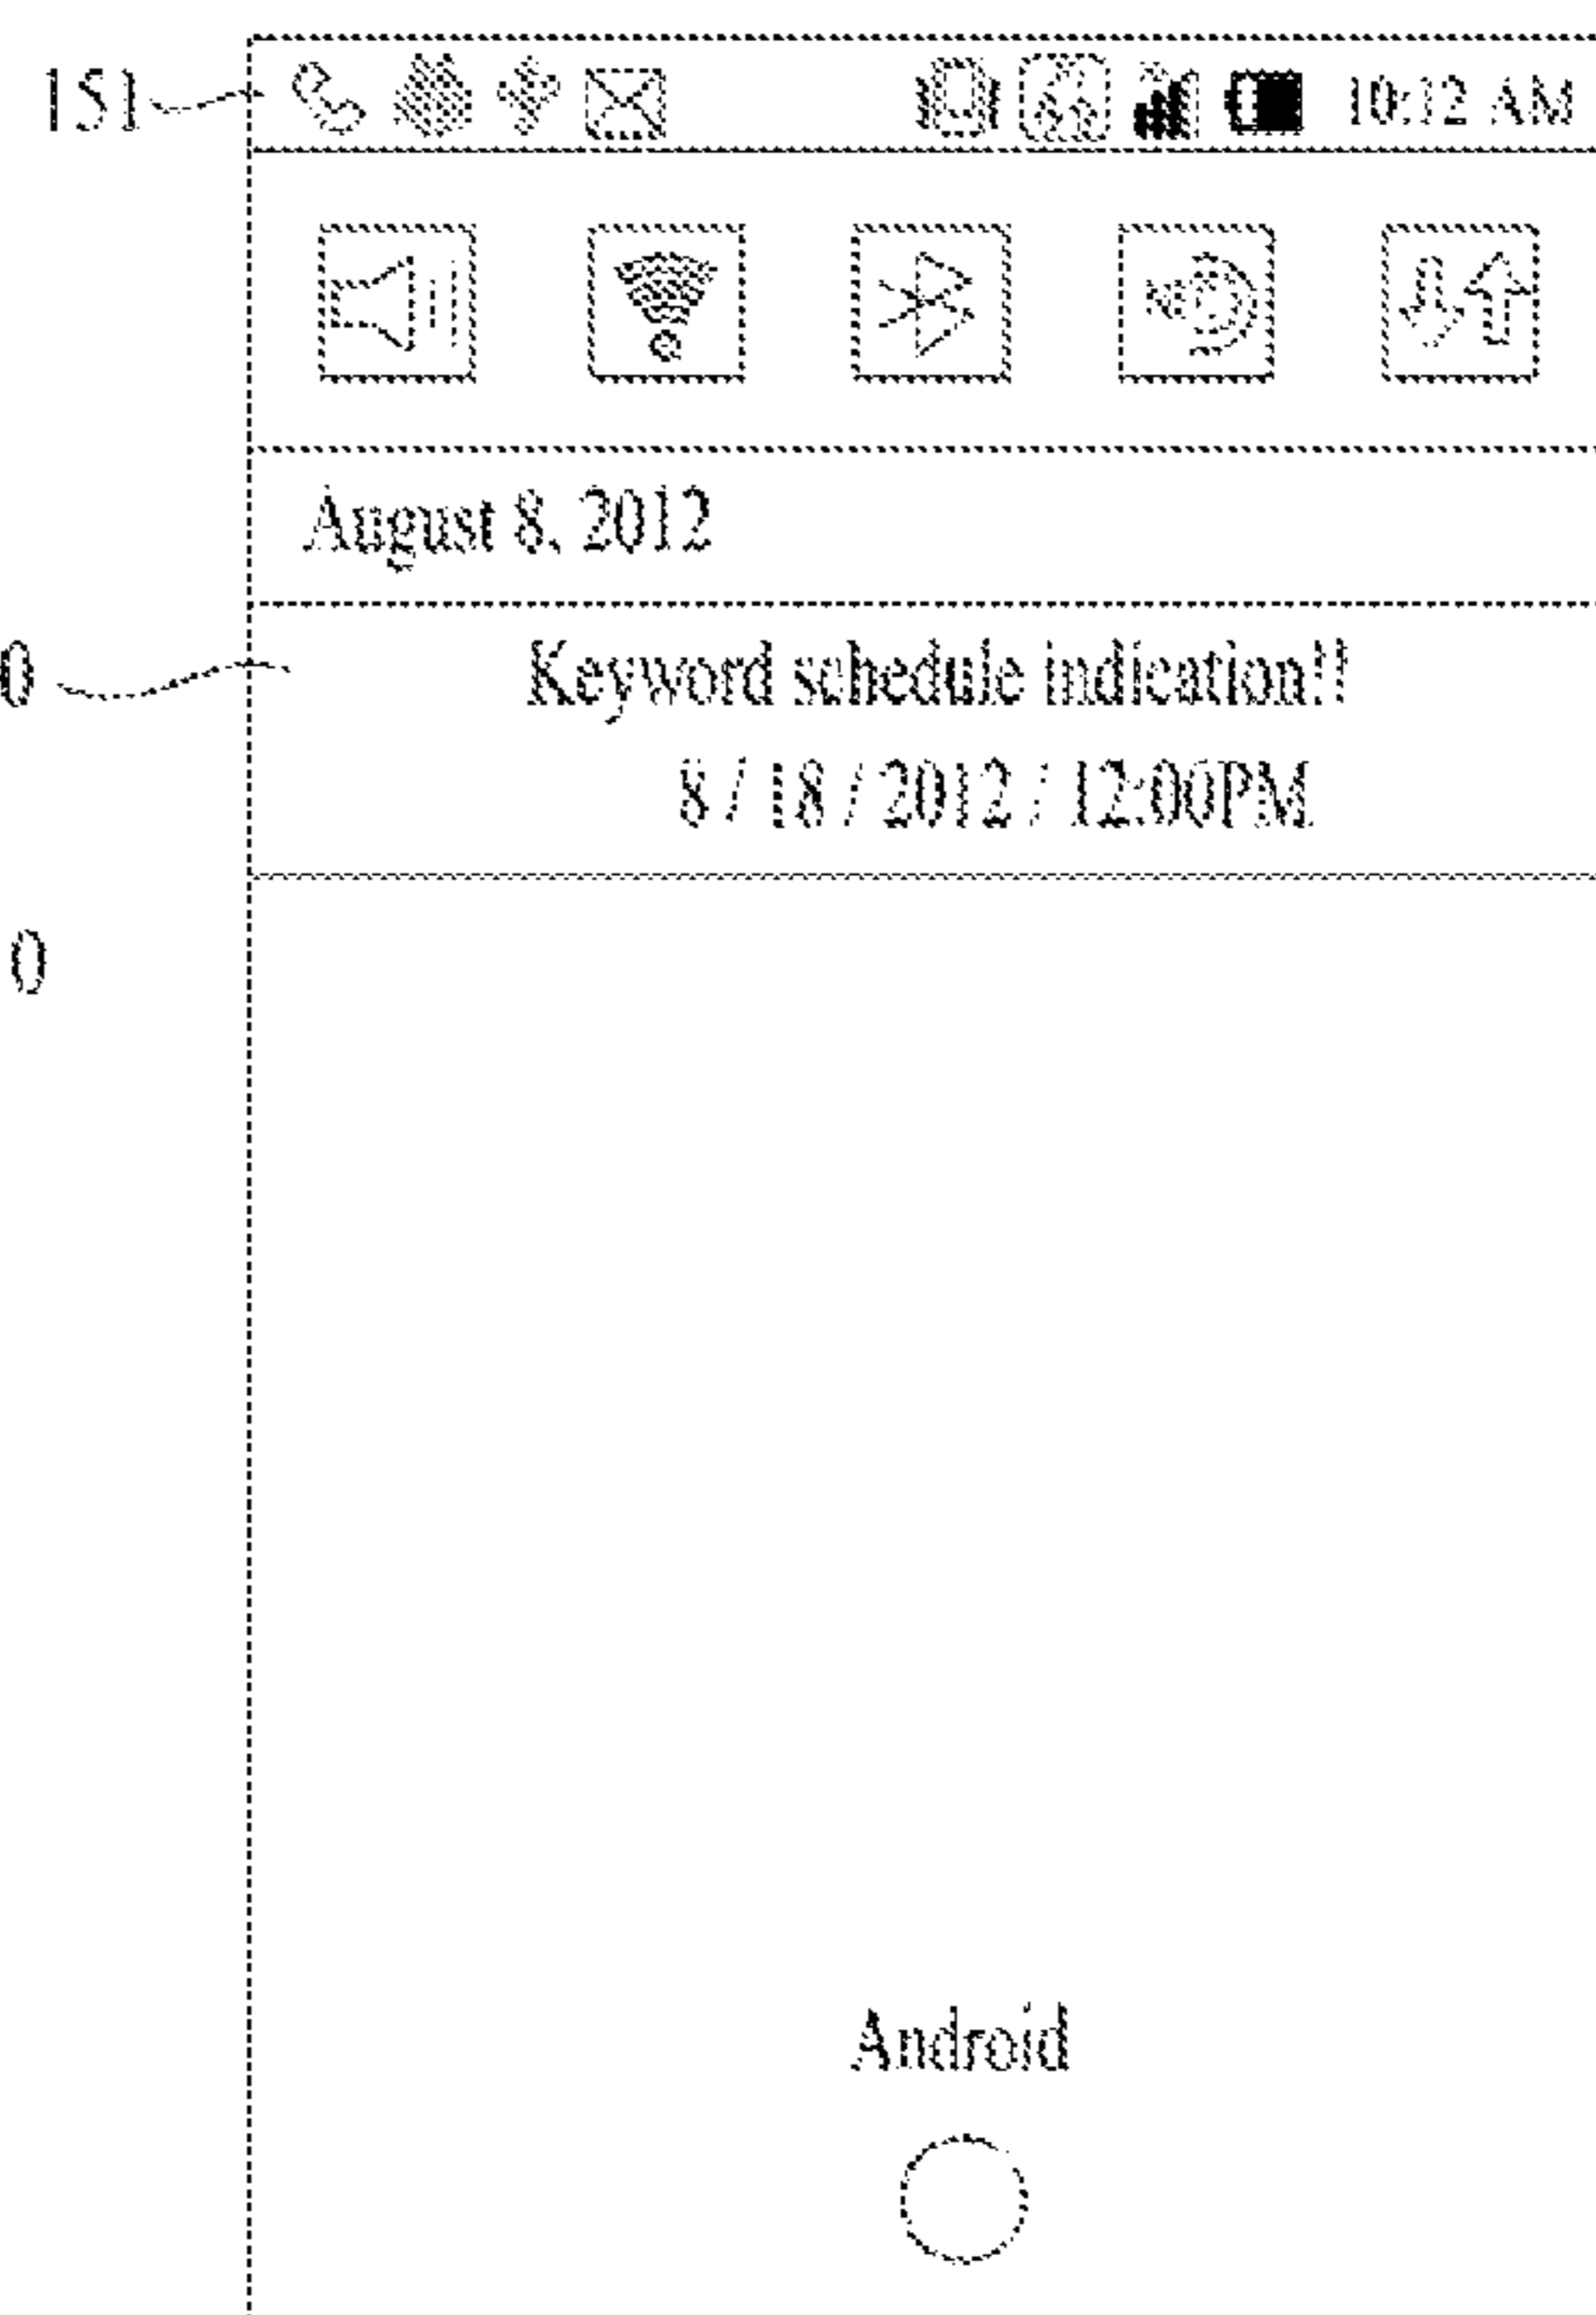 151
10:12 AM
August 8, 2012
0
Keyword schedule indication!!
8 / 18 / 2012 / 12:00PM
0
Android